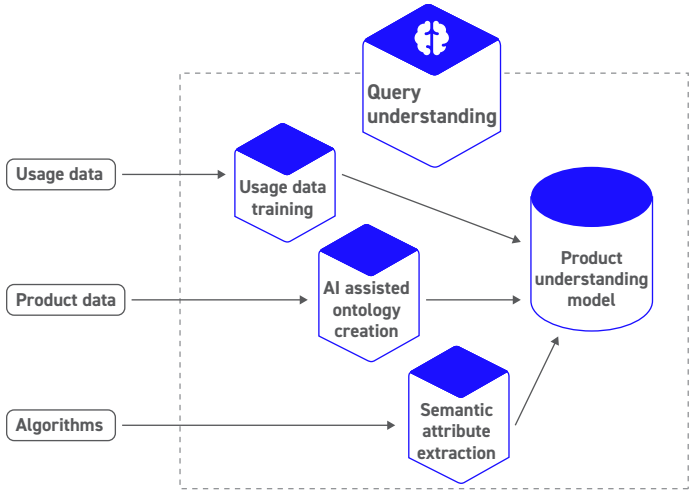 Query
understanding
Usage data
Usage data
training
Product data
AI assisted
ontology
creation
Product
understanding
model
Algorithms
Semantic
attribute
extraction